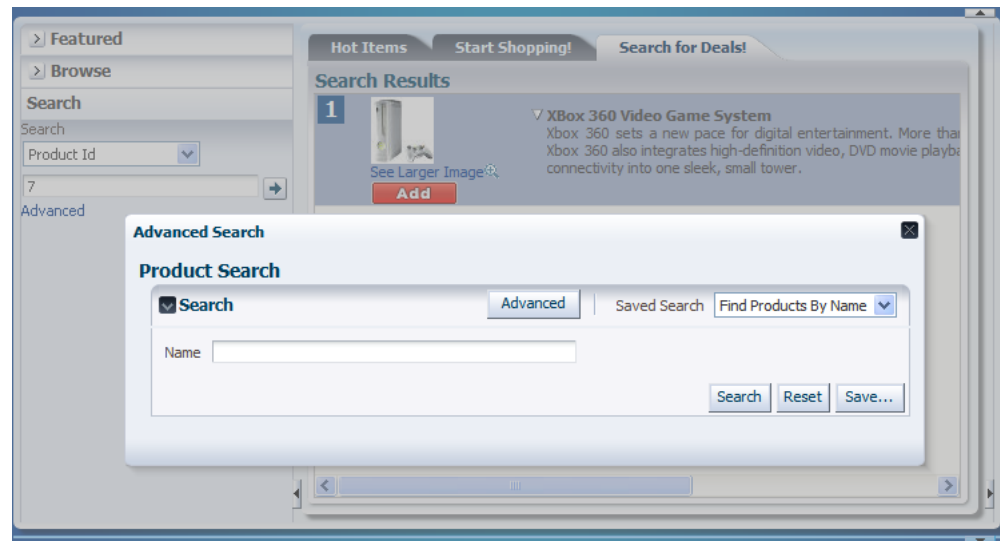 Featured
Browse
Search
Search
Product Id
7
Advanced
Hot Items
Start Shopping!
Search for Deals!
Search Results
1
XBox 360 Video Game System
Xbox 360 sets a new pace for digital entertainment. More
Xbox 360 also integrates high-definition video, DVD movie
connectivity into one sleek, small tower.
See Larger Image
Add
Advanced Search
Product Search
Search
Advanced
Saved Search
Find Products By Name
Name
Search
Reset
Save...